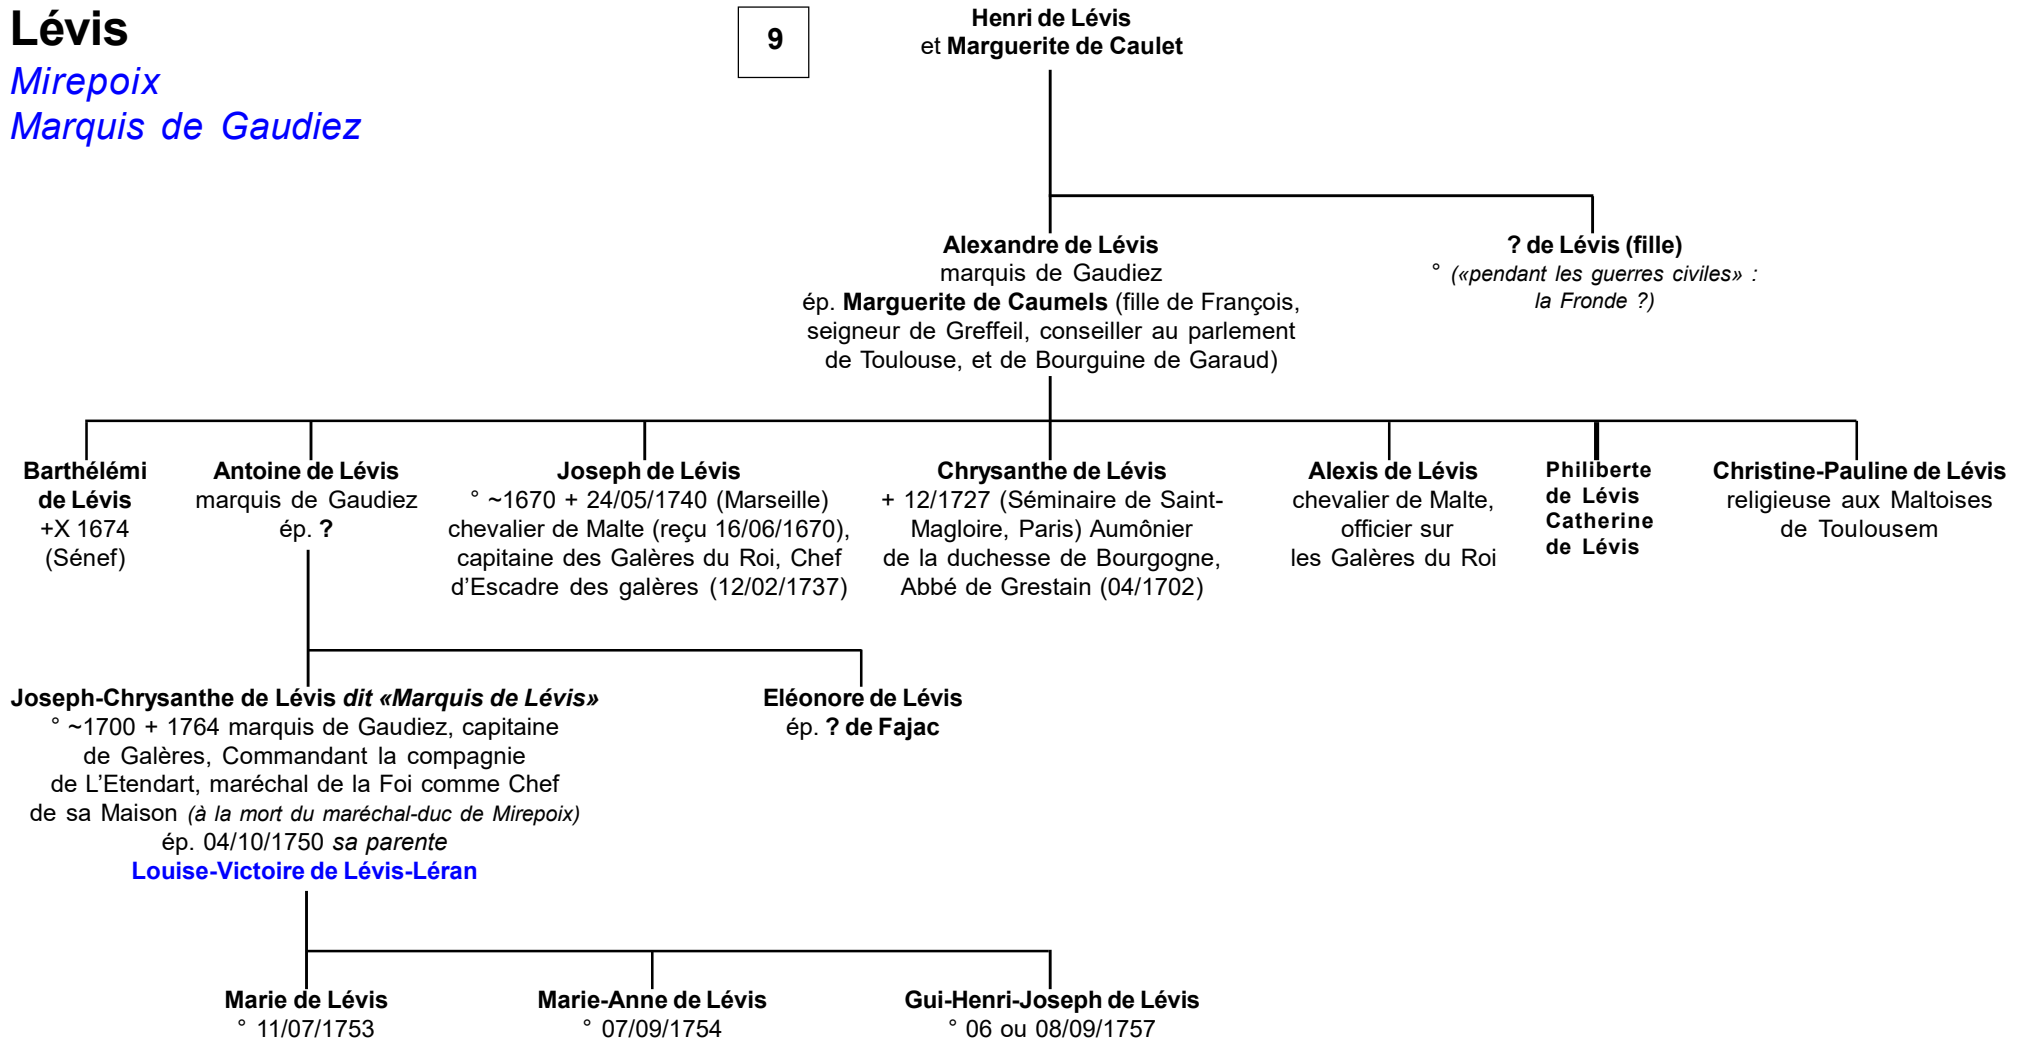 Lévis
Mirepoix
Marquis de Gaudiez
9
Henri de Lévis
et Marguerite de Caulet
Alexandre de Lévis
marquis de Gaudiez
ép. Marguerite de Caumels (fille de François,
seigneur de Greffeil, conseiller au parlement
de Toulouse, et de Bourguine de Garaud)
? de Lévis (fille)
° («pendant les guerres civiles» :
la Fronde ?)
Barthélémi
de Lévis
+X 1674
(Sénef)
Antoine de Lévis
marquis de Gaudiez
ép. ?
Joseph de Lévis
° ~1670 + 24/05/1740 (Marseille)
chevalier de Malte (reçu 16/06/1670),
capitaine des Galères du Roi, Chef
d’Escadre des galères (12/02/1737)
Chrysanthe de Lévis
+ 12/1727 (Séminaire de Saint-
Magloire, Paris) Aumônier
de la duchesse de Bourgogne,
Abbé de Grestain (04/1702)
Alexis de Lévis
chevalier de Malte,
officier sur
les Galères du Roi
Philiberte
de Lévis
Catherine
de Lévis
Christine-Pauline de Lévis
religieuse aux Maltoises
de Toulousem
Joseph-Chrysanthe de Lévis dit «Marquis de Lévis»
° ~1700 + 1764 marquis de Gaudiez, capitaine
de Galères, Commandant la compagnie
de L’Etendart, maréchal de la Foi comme Chef
de sa Maison (à la mort du maréchal-duc de Mirepoix)
ép. 04/10/1750 sa parente
Louise-Victoire de Lévis-Léran
Eléonore de Lévis
ép. ? de Fajac
Marie de Lévis
° 11/07/1753
Marie-Anne de Lévis
° 07/09/1754
Gui-Henri-Joseph de Lévis
° 06 ou 08/09/1757